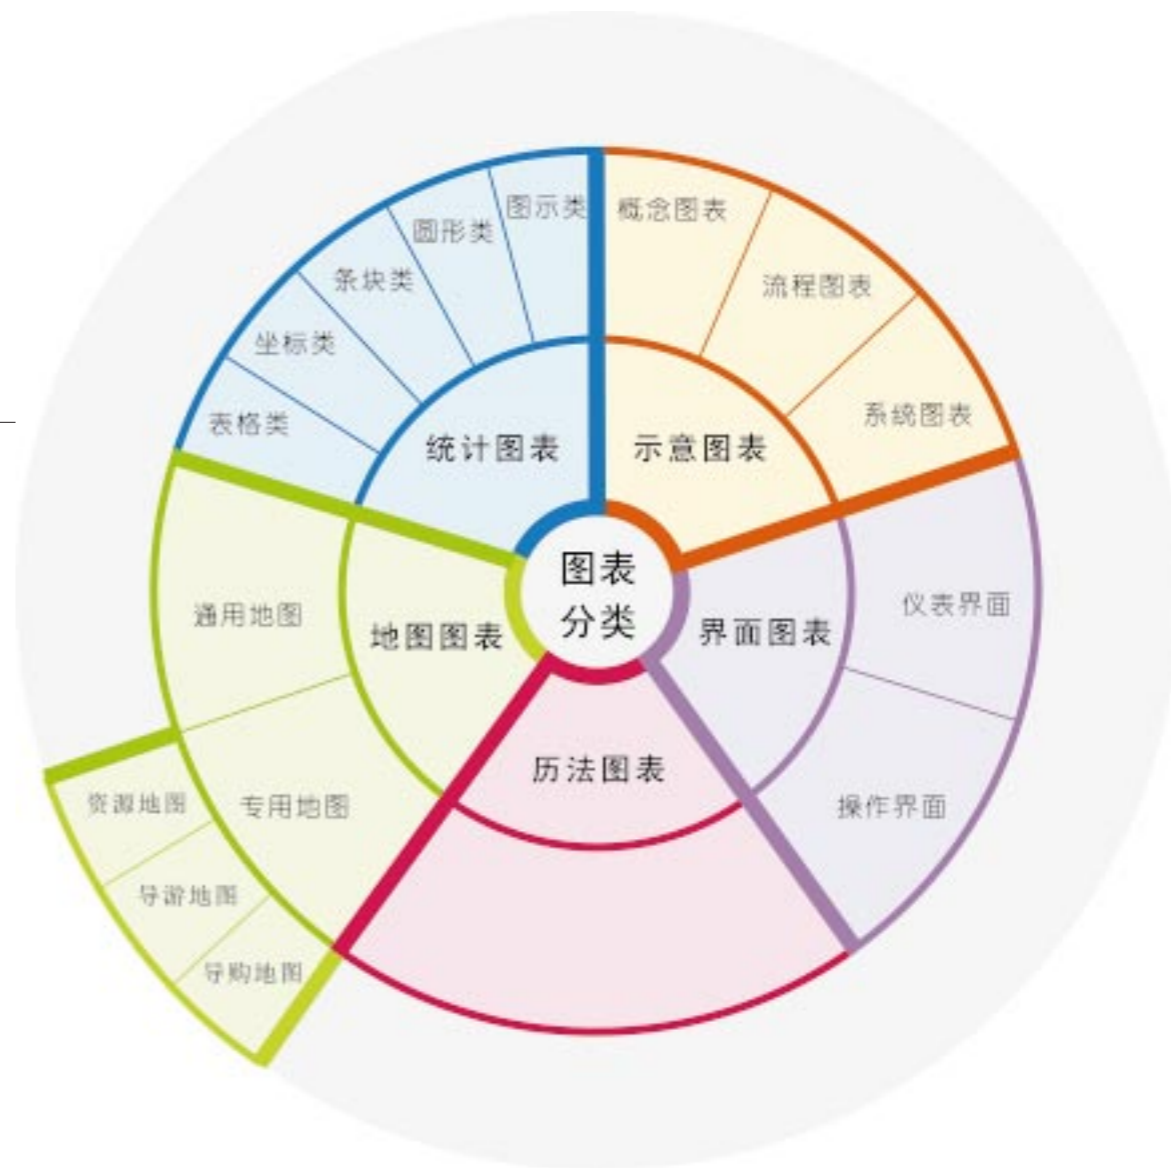 图示类
概念图表
圆形类
条块类
流程图表
坐标类
表格类
系统图表
统计图表
示意图表
图表
分类
通用地图
地图图表
界面图表
仪表界面
历法图表
资源地图
专用地图
操作界面
导游地图
导购地图